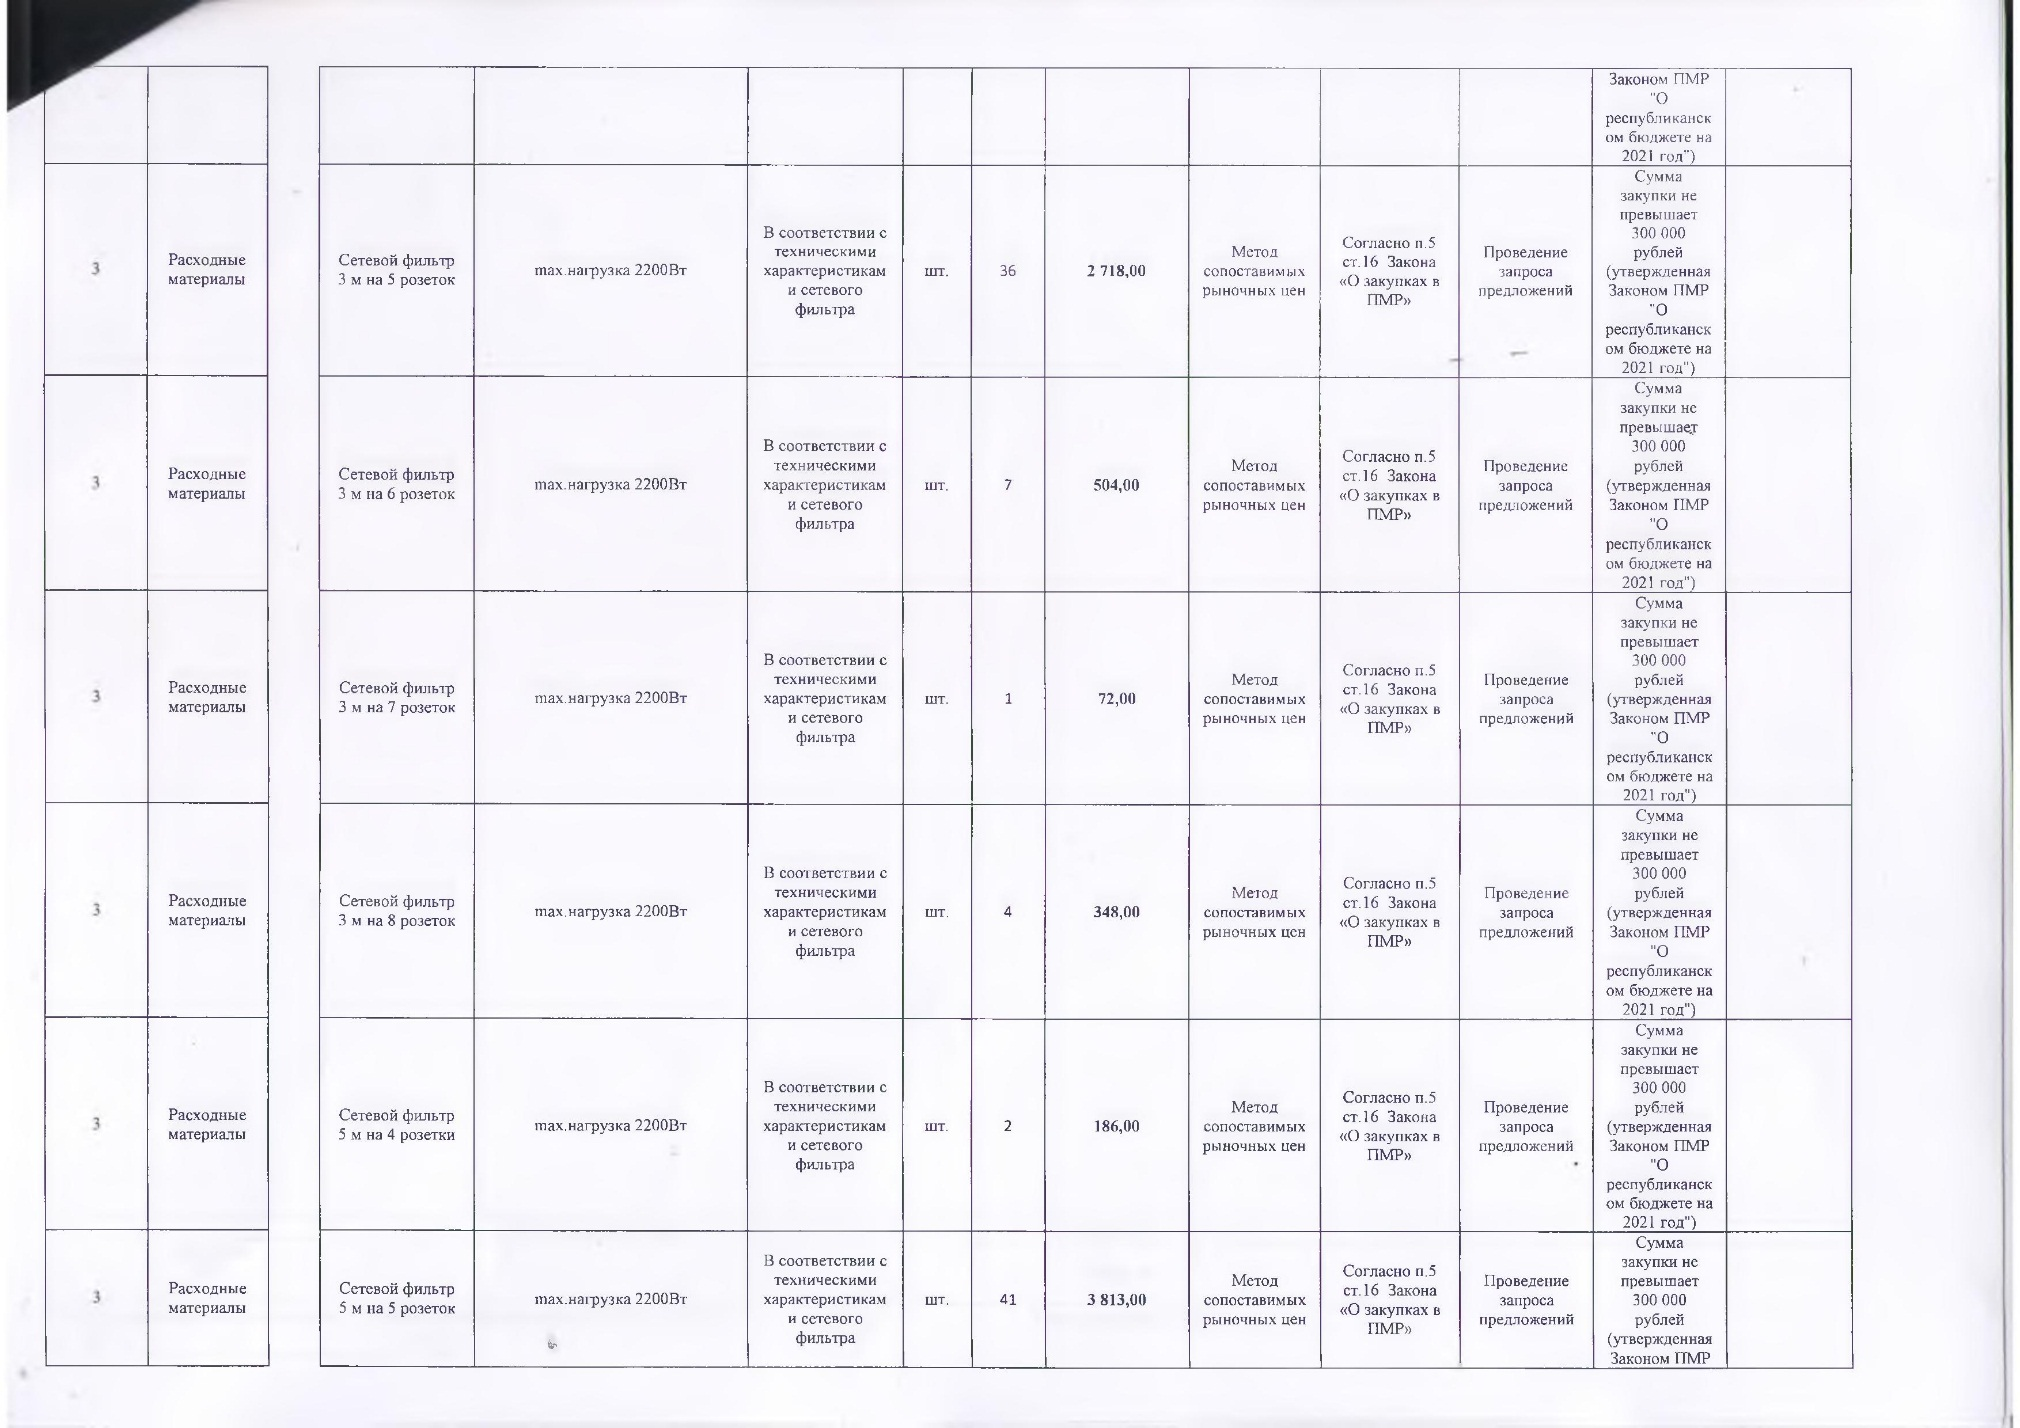 Законом ПМР
"О
республиканск
ом бюджете на
2021 год")
3
Расходные
материалы
Сетевой фильтр
3 м на 5 розеток
max.нагрузка 2200Вт
В соответствии с
техническими
характеристикам
и сетевого
фильтра
шт.
36
2 718,00
Метод
сопоставимых
рыночных цен
Согласно п.5
ст.16 Закона
«О закупках в
ПМР»
Проведение
запроса
предложений
Сумма
закупки не
превышает
300 000
рублей
(утвержденная
Законом ПМР
"О
республиканск
ом бюджете на
2021 год")
3
Расходные
материалы
Сетевой фильтр
3 м на 6 розеток
max.нагрузка 2200Вт
В соответствии с
техническими
характеристикам
и сетевого
фильтра
шт.
7
504,00
Метод
сопоставимых
рыночных цен
Согласно п.5
ст.16 Закона
«О закупках в
ПМР»
Проведение
запроса
предложений
Сумма
закупки не
превышает
300 000
рублей
(утвержденная
Законом ПМР
"О
республиканск
ом бюджете на
2021 год")
3
Расходные
материалы
Сетевой фильтр
3 м на 7 розеток
max.нагрузка 2200Вт
В соответствии с
техническими
характеристикам
и сетевого
фильтра
шт.
1
72,00
Метод
сопоставимых
рыночных цен
Согласно п.5
ст.16 Закона
«О закупках в
ПМР»
Проведение
запроса
предложений
Сумма
закупки не
превышает
300 000
рублей
(утвержденная
Законом ПМР
"О
республиканск
ом бюджете на
2021 год")
3
Расходные
материалы
Сетевой фильтр
3 м на 8 розеток
max.нагрузка 2200Вт
В соответствии с
техническими
характеристикам
и сетевого
фильтра
шт.
4
348,00
Метод
сопоставимых
рыночных цен
Согласно п.5
ст.16 Закона
«О закупках в
ПМР»
Проведение
запроса
предложений
Сумма
закупки не
превышает
300 000
рублей
(утвержденная
Законом ПМР
"О
республиканск
ом бюджете на
2021 год")
3
Расходные
материалы
Сетевой фильтр
5 м на 4 розетки
max.нагрузка 2200Вт
В соответствии с
техническими
характеристикам
и сетевого
фильтра
шт.
2
186,00
Метод
сопоставимых
рыночных цен
Согласно п.5
ст.16 Закона
«О закупках в
ПМР»
Проведение
запроса
предложений
Сумма
закупки не
превышает
300 000
рублей
(утвержденная
Законом ПМР
"О
республиканск
ом бюджете на
2021 год")
3
Расходные
материалы
Сетевой фильтр
5 м на 5 розеток
max.нагрузка 2200Вт
В соответствии с
техническими
характеристикам
и сетевого
фильтра
шт.
41
3 813,00
Метод
сопоставимых
рыночных цен
Согласно п.5
ст.16 Закона
«О закупках в
ПМР»
Проведение
запроса
предложений
Сумма
закупки не
превышает
300 000
рублей
(утвержденная
Законом ПМР